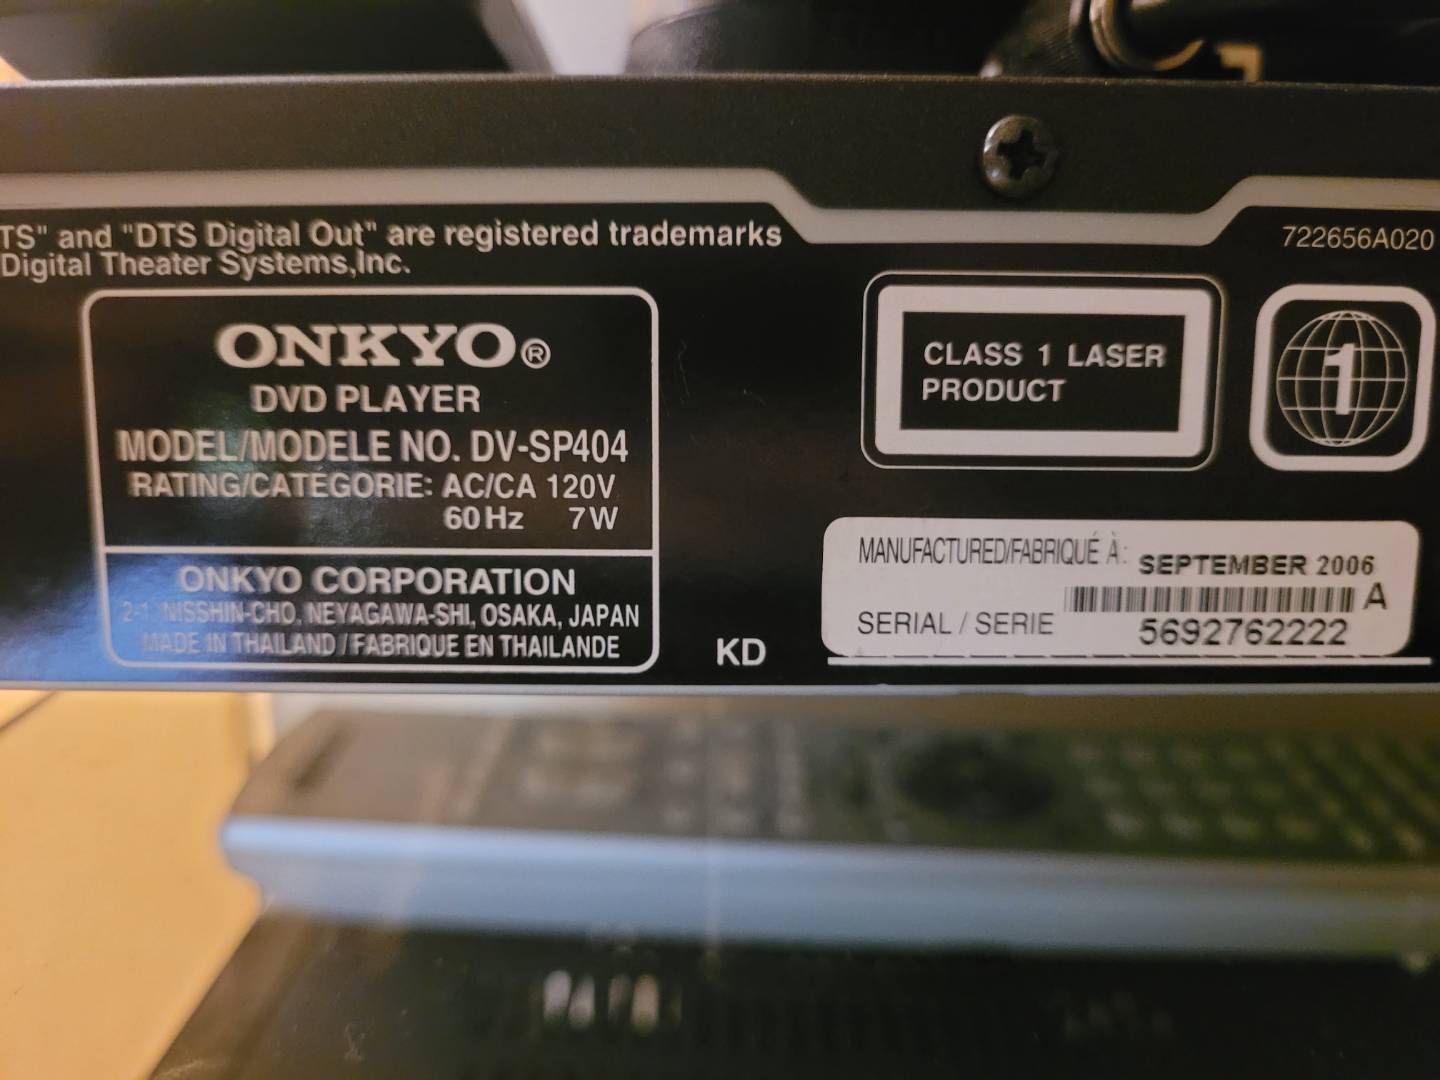 TS" and "DTS Digital Out" are registered trademarks
Digital Theater Systems,Inc.
722656A020
ONKYO®
DVD PLAYER
MODEL/MODELE NO. DV-SP404
RATING/CATEGORIE: AC/CA 120V
60Hz 7W
ONKYO CORPORATION
2-1, NISSHIN-CHO, NEYAGAWA-SHI, OSAKA, JAPAN
MADE IN THAILAND / FABRIQUE EN THAILANDE
KD
CLASS 1 LASER
PRODUCT
1
MANUFACTURED/FABRIQUÉ À: SEPTEMBER 2006
A
SERIAL / SERIE 5692762222